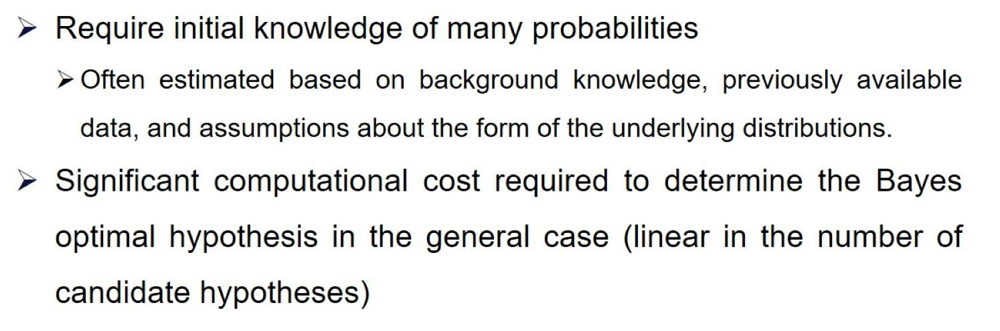 ➢ Require initial knowledge of many probabilities
➢ Often estimated based on background knowledge, previously available
data, and assumptions about the form of the underlying distributions.
➢ Significant computational cost required to determine the Bayes
optimal hypothesis in the general case (linear in the number of
candidate hypotheses)